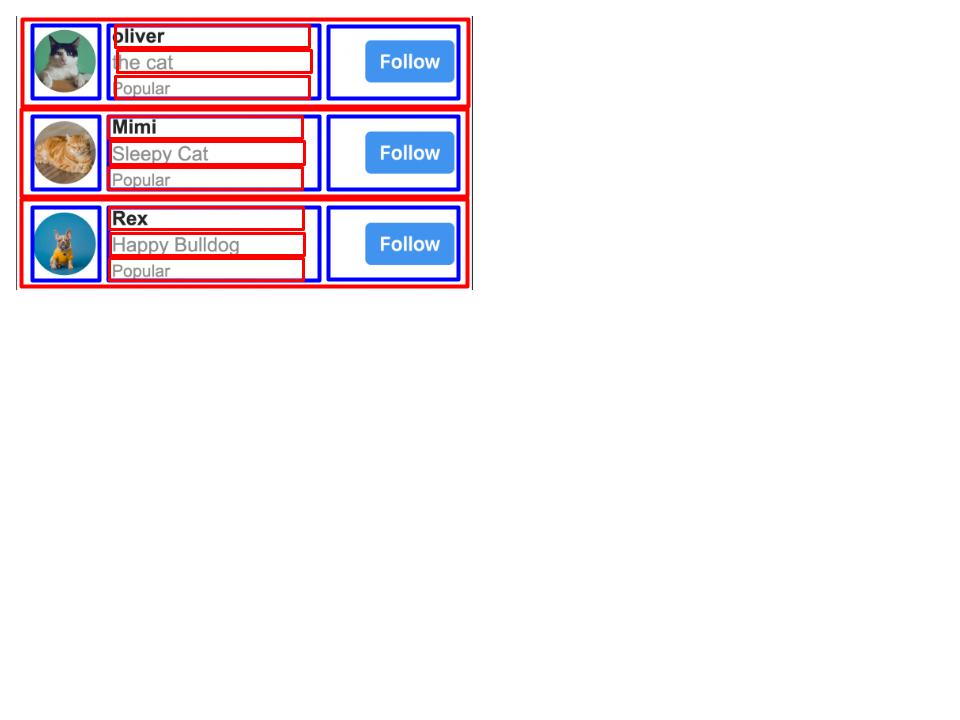 oliver
the cat
Popular
Follow
Mimi
Sleepy Cat
Popular
Follow
Rex
Happy Bulldog
Popular
Follow